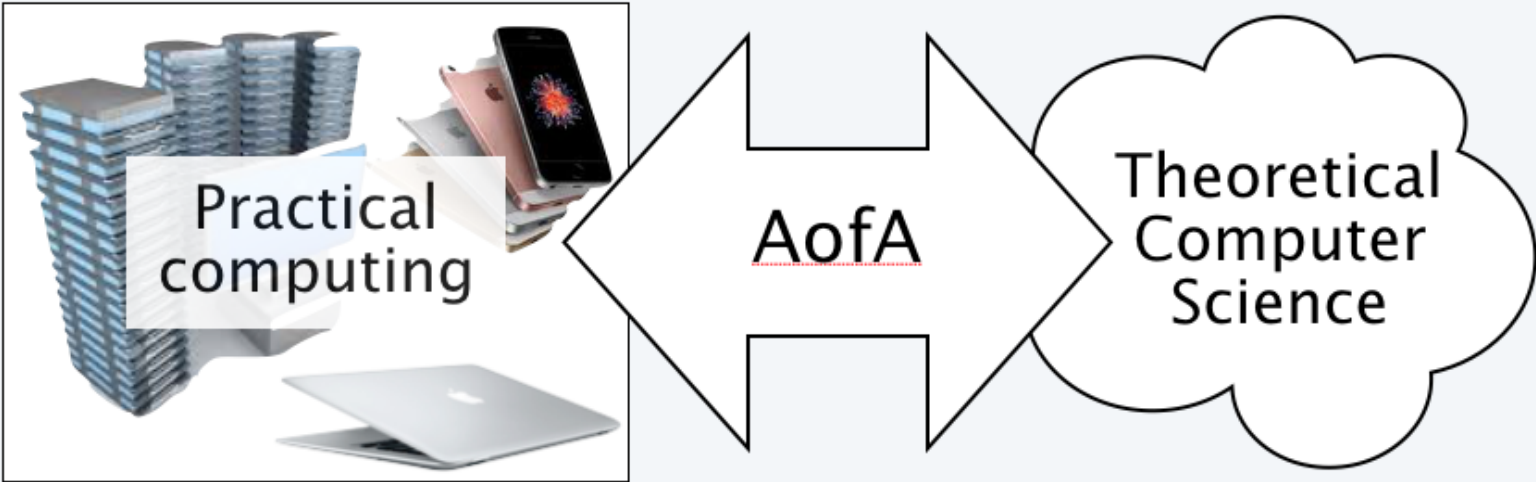 Practical
computing
AofA
Theoretical
Computer
Science